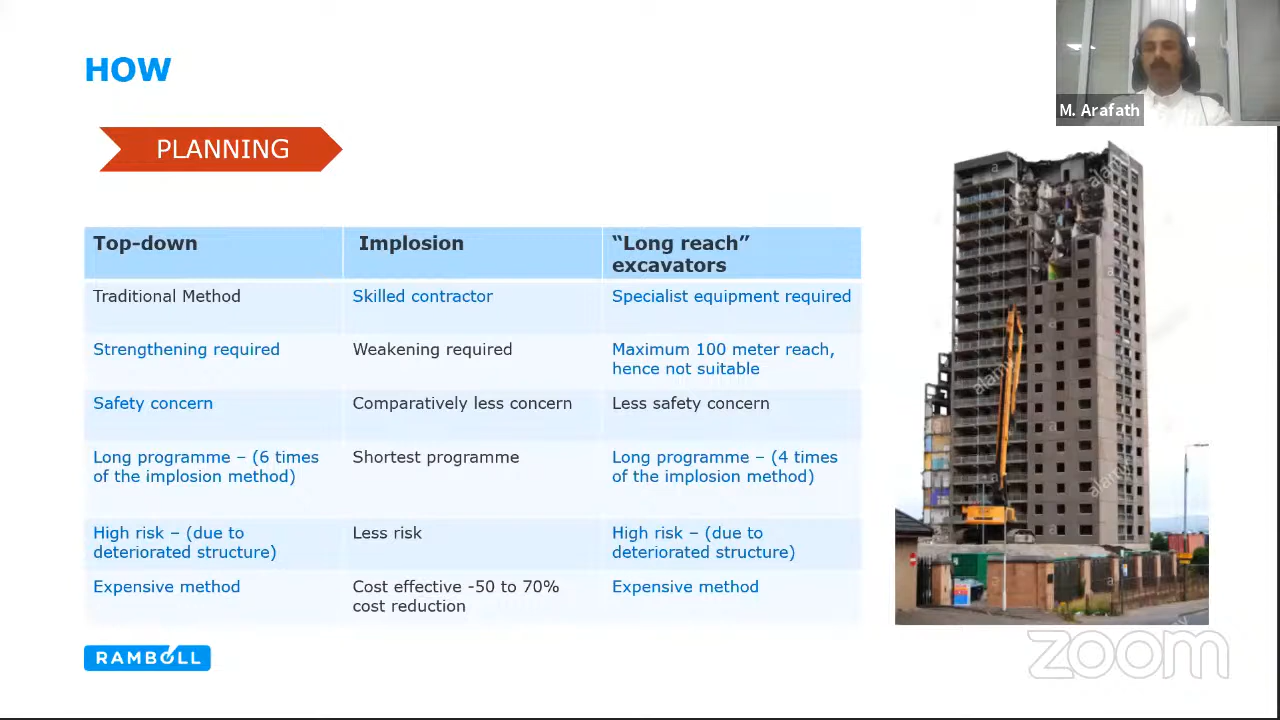 HOW
M. Arafath
PLANNING
Top-down
Implosion
“Long reach”
excavators
Traditional Method
Skilled contractor
Specialist equipment required
Strengthening required
Weakening required
Maximum 100 meter reach,
hence not suitable
Safety concern
Comparatively less concern
Less safety concern
Long programme – (6 times
of the implosion method)
Shortest programme
Long programme – (4 times
of the implosion method)
High risk – (due to
deteriorated structure)
Less risk
High risk – (due to
deteriorated structure)
Expensive method
Cost effective -50 to 70%
cost reduction
Expensive method
alamy
alamy
alamy
RAMBOLL
zoom